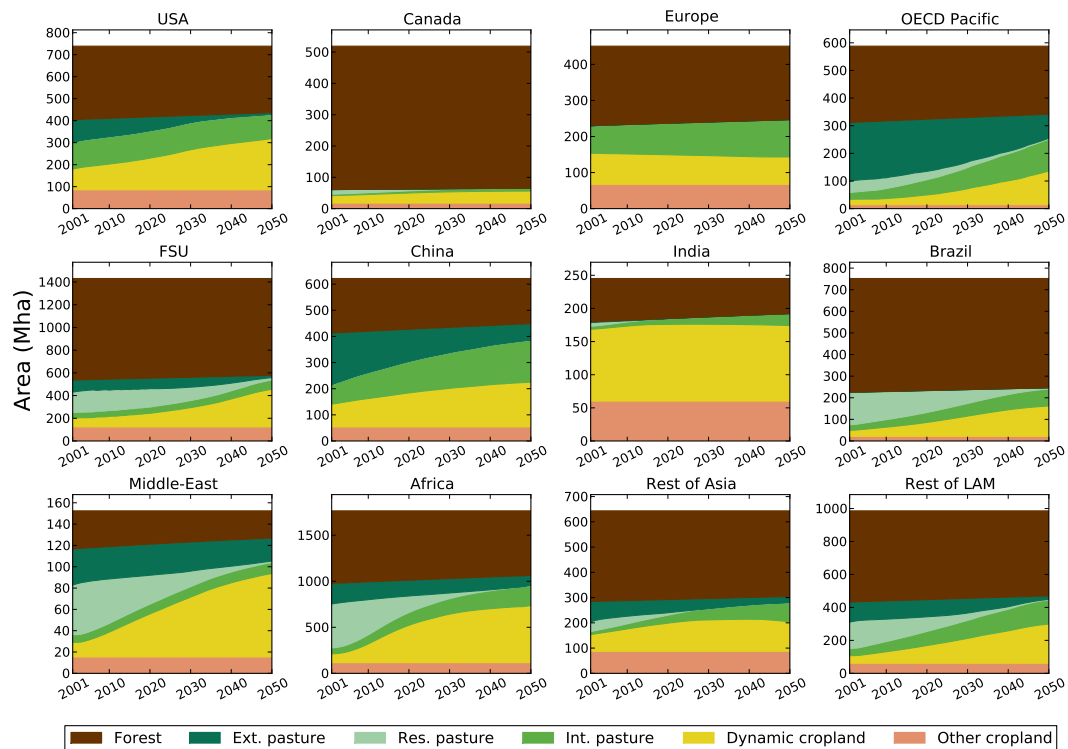 USA Canada Europe OECD Pacific
800 700 600 500 400 300 200 100 0
500 400 300 200 100 0
400 300 200 100 0
600 500 400 300 200 100 0
2001 2010 2020 2030 2040 2050
2001 2010 2020 2030 2040 2050
2001 2010 2020 2030 2040 2050
2001 2010 2020 2030 2040 2050
Area (Mha)
FSU China India Brazil
1400 1200 1000 800 600 400 200 0
600 500 400 300 200 100 0
250 200 150 100 50 0
800 700 600 500 400 300 200 100 0
2001 2010 2020 2030 2040 2050
2001 2010 2020 2030 2040 2050
2001 2010 2020 2030 2040 2050
2001 2010 2020 2030 2040 2050
Middle-East Africa Rest of Asia Rest of LAM
160 140 120 100 80 60 40 20 0
1500 1000 500 0
700 600 500 400 300 200 100 0
1000 800 600 400 200 0
2001 2010 2020 2030 2040 2050
2001 2010 2020 2030 2040 2050
2001 2010 2020 2030 2040 2050
2001 2010 2020 2030 2040 2050
Forest Ext. pasture Res. pasture Int. pasture Dynamic cropland Other cropland